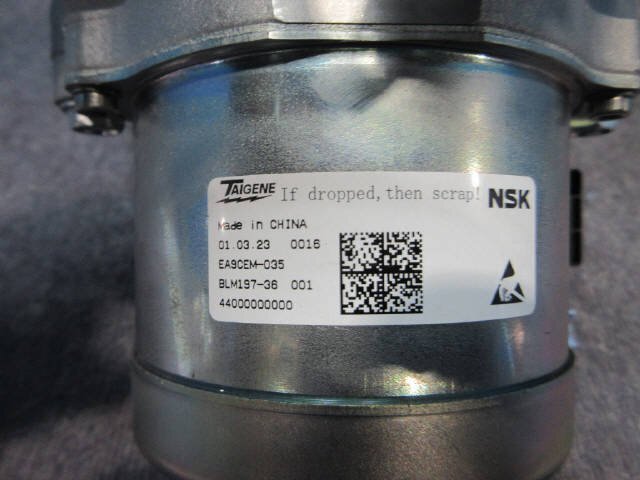 TAIGENE If dropped, then scrap! NSK
Made in CHINA
01.03.23 0016
EA9CEM-035
BLM197-36 001
44000000000